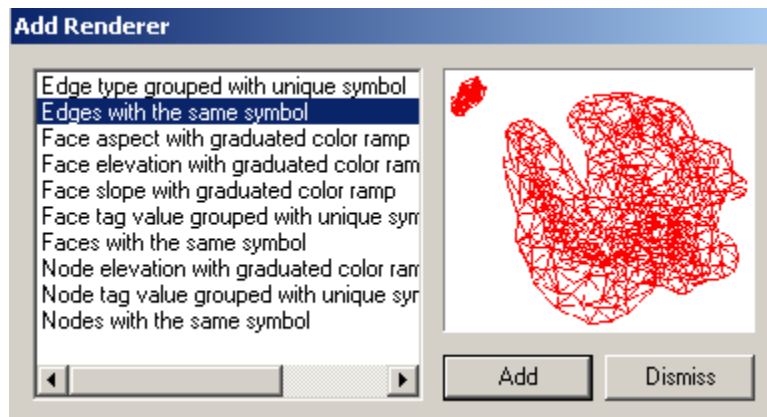 Add Renderer
Edge type grouped with unique symbol
Edges with the same symbol
Face aspect with graduated color ramp
Face elevation with graduated color ram
Face slope with graduated color ramp
Face tag value grouped with unique sym
Faces with the same symbol
Node elevation with graduated color ram
Node tag value grouped with unique syr
Nodes with the same symbol
Add
Dismiss